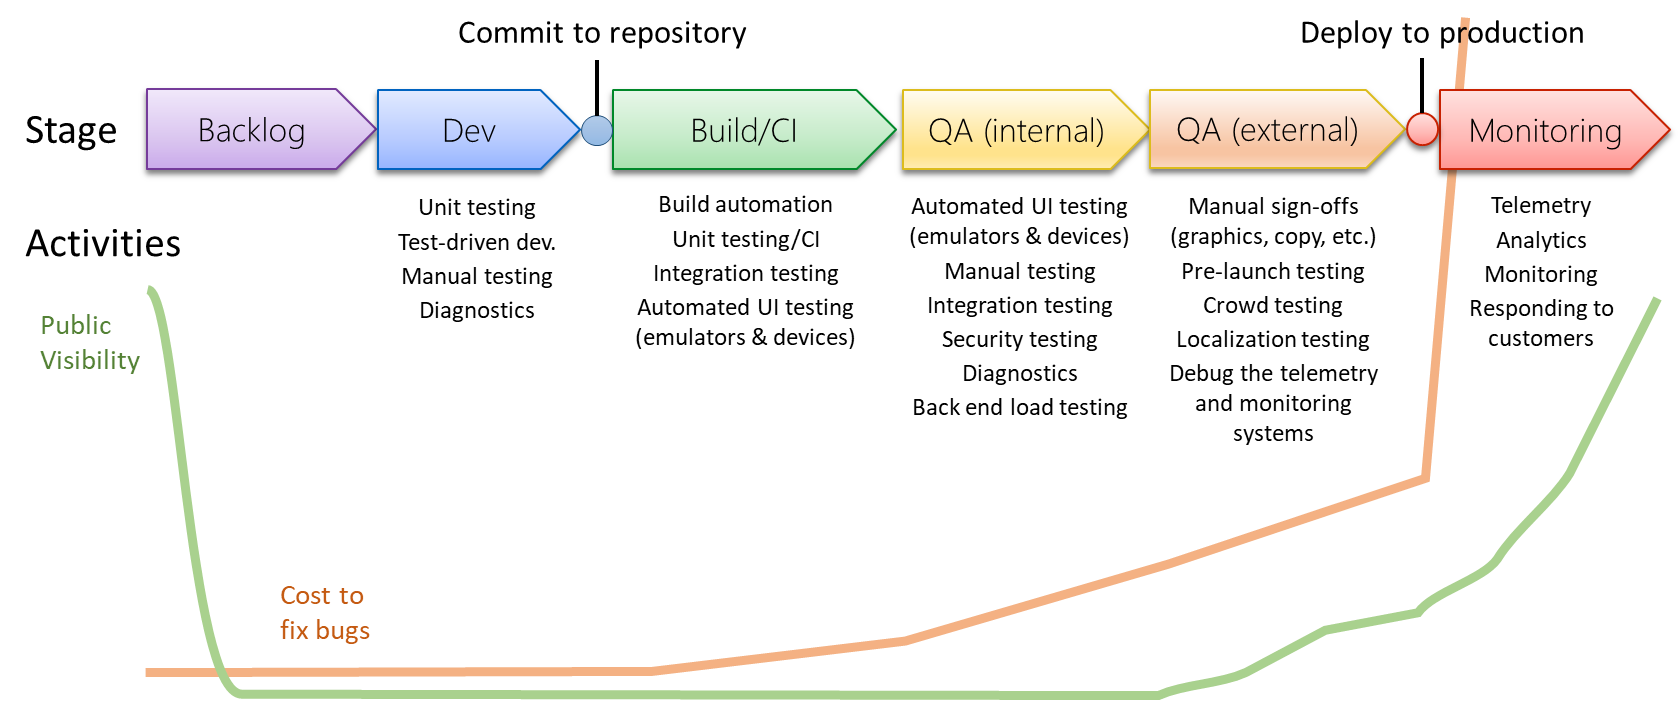 Commit to repository
Deploy to production
Stage
Backlog
Dev
Build/CI
QA (internal)
QA (external)
Monitoring
Activities
Unit testing
Test-driven dev.
Manual testing
Diagnostics
Build automation
Unit testing/CI
Integration testing
Automated UI testing
(emulators & devices)
Automated UI testing
(emulators & devices)
Manual testing
Integration testing
Security testing
Diagnostics
Back end load testing
Manual sign-offs
(graphics, copy, etc.)
Pre-launch testing
Crowd testing
Localization testing
Debug the telemetry
and monitoring
systems
Telemetry
Analytics
Monitoring
Responding to
customers
Public
Visibility
Cost to
fix bugs